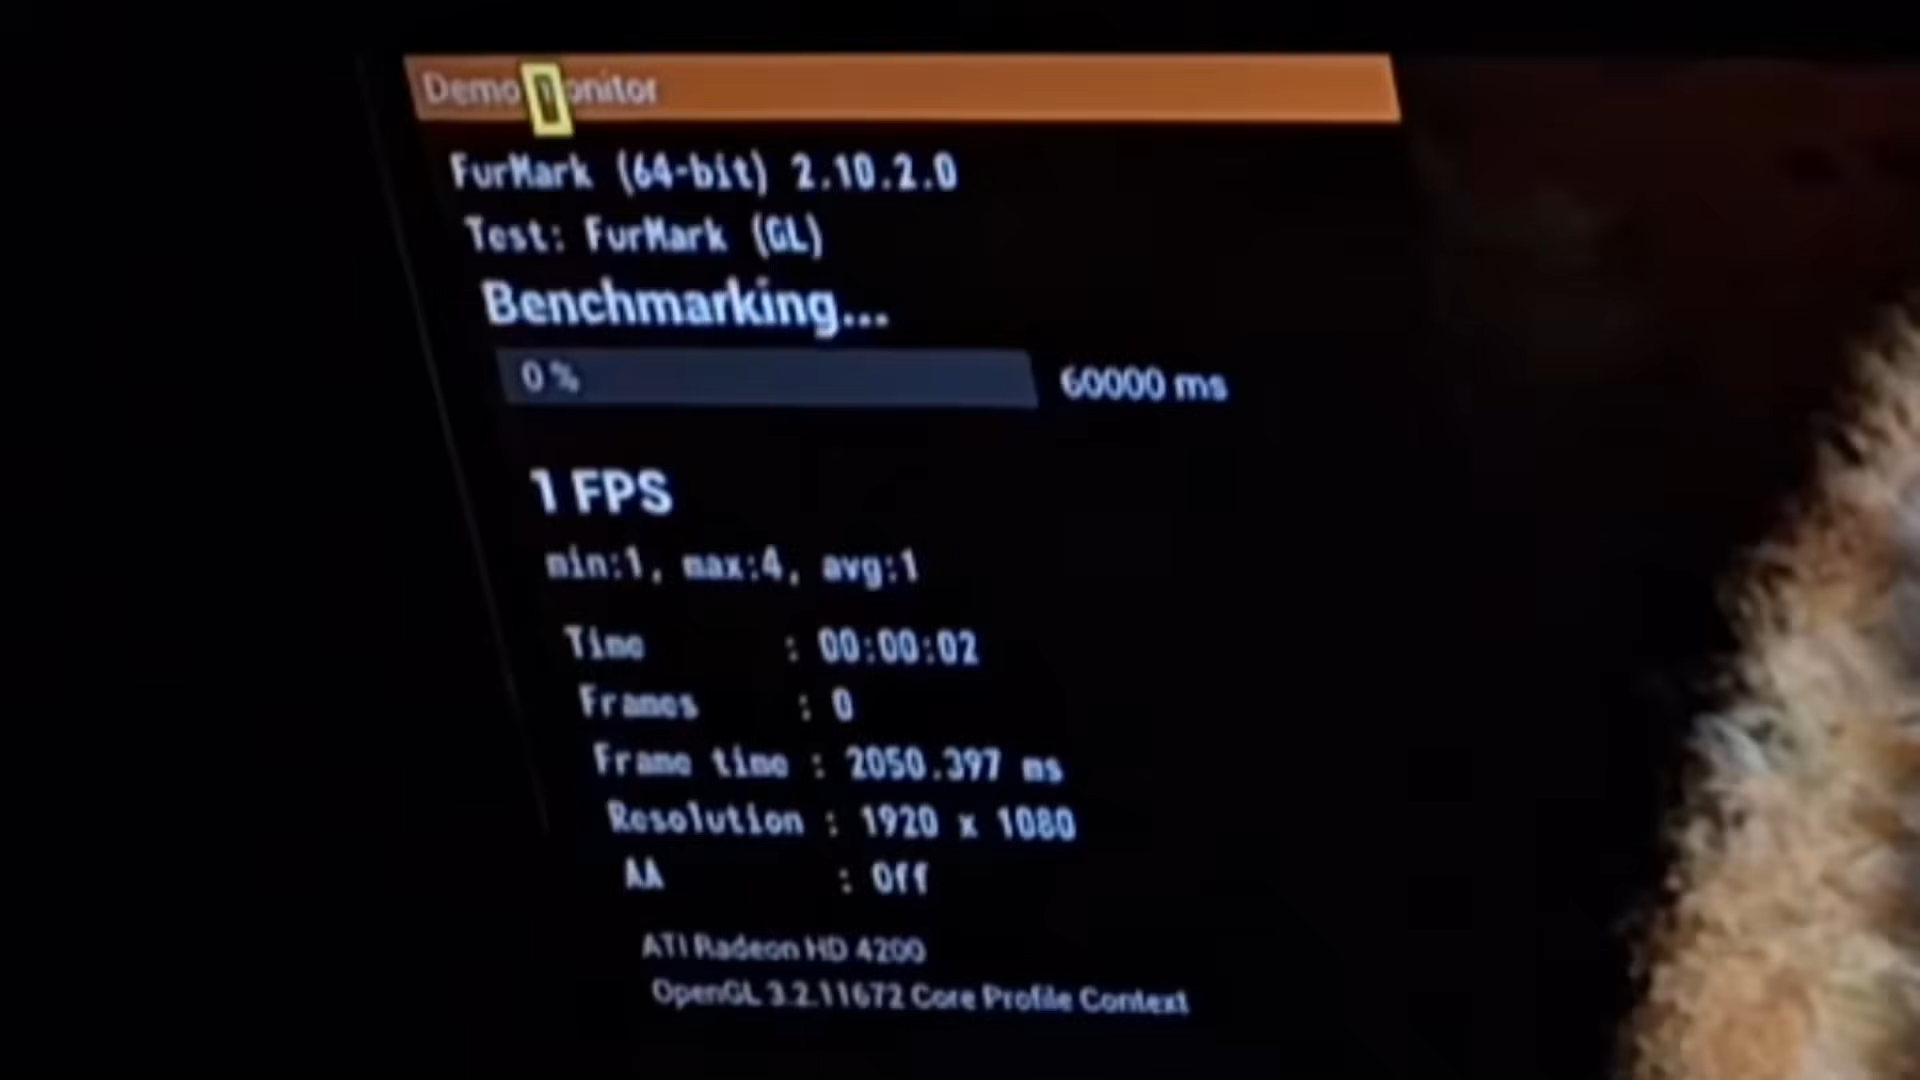 Demo Monitor
FurMark (64-bit) 2.10.2.0
Test: FurMark (GL)
Benchmarking...
0 %
60000 ms
1 FPS
min:1, max:4, avg:1
Time : 00:00:02
Frames : 0
Frame time : 2050.397 ms
Resolution : 1920 x 1080
AA : Off
ATI Radeon HD 4200
OpenGL 3.2.11672 Core Profile Context